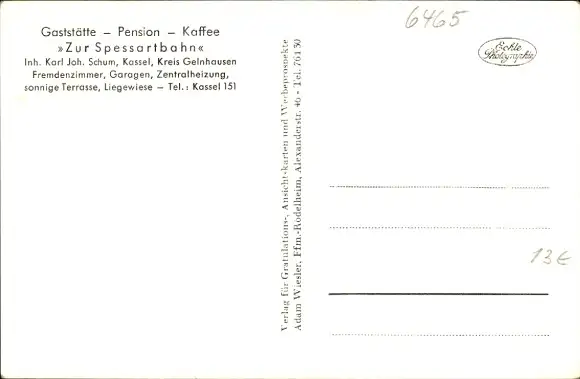 Gaststätte – Pension – Kaffee
»Zur Spessartbahn«
Inh. Karl Joh. Schum, Kassel, Kreis Gelnhausen
Fremdenzimmer, Garagen, Zentralheizung,
sonnige Terrasse, Liegewiese – Tel.: Kassel 151
Verlag für Gratulations-, Ansichtskarten und Werbeprospekte
Adam Wiesler, Ffm.-Rödelheim, Alexanderstr. 46 - Tel. 76150
6465
Echte
Photographie
13€